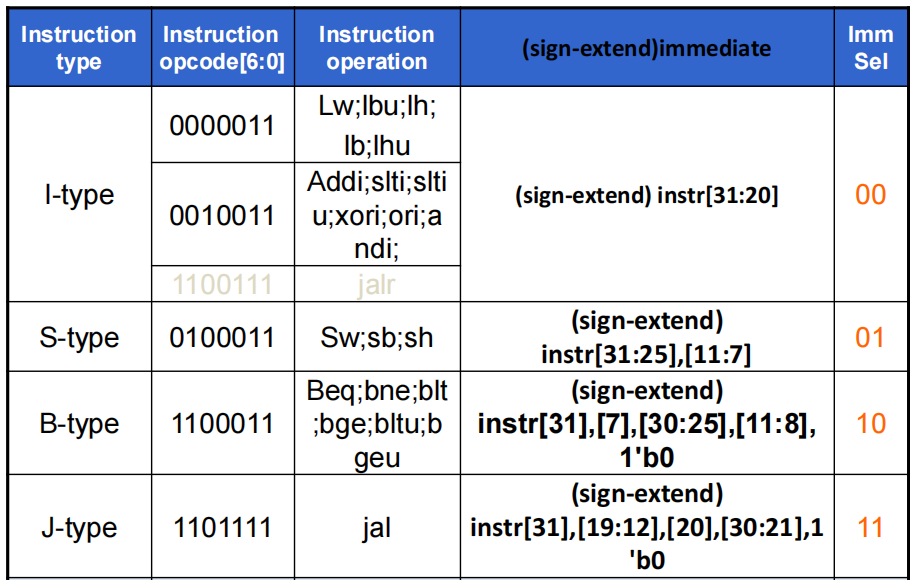 Instruction type
Instruction opcode[6:0]
Instruction operation
(sign-extend)immediate
Imm Sel
I-type
0000011
Lw;lbu;lh;
lb;lhu
(sign-extend) instr[31:20]
00
0010011
Addi;slti;slti
u;xori;ori;a
ndi;
1100111
jalr
S-type
0100011
Sw;sb;sh
(sign-extend)
instr[31:25],[11:7]
01
B-type
1100011
Beq;bne;blt
;bge;bltu;b
geu
(sign-extend)
instr[31],[7],[30:25],[11:8],
1'b0
10
J-type
1101111
jal
(sign-extend)
instr[31],[19:12],[20],[30:21],1
'b0
11